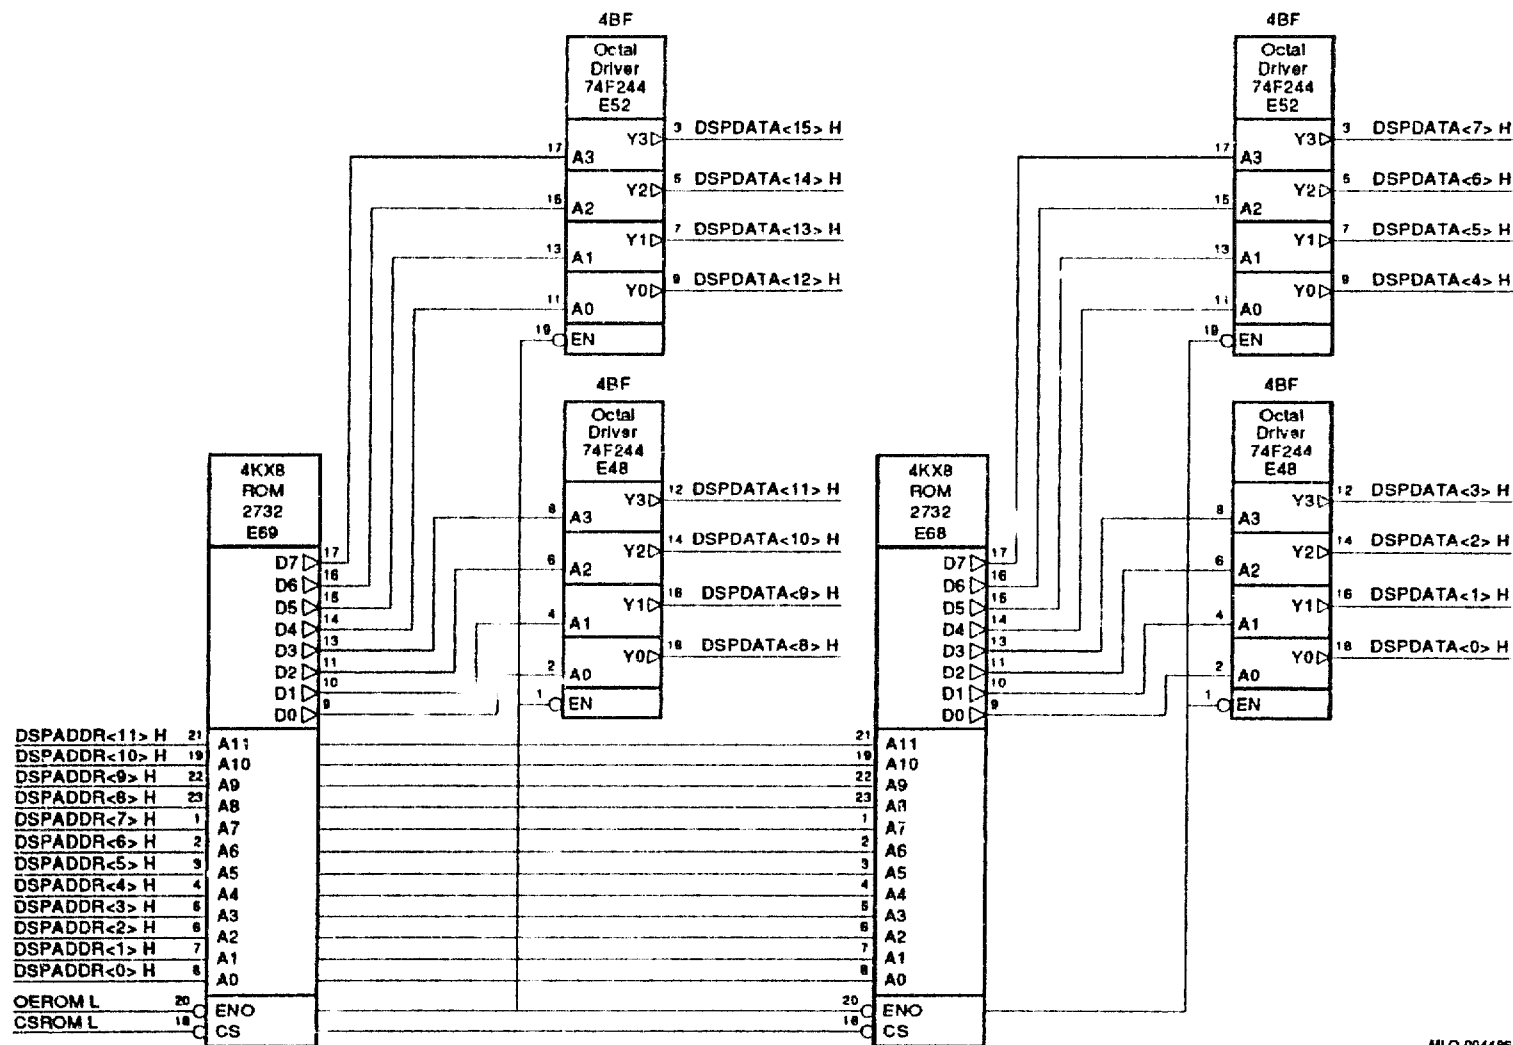 4BF
Octal
Driver
74F244
E52
Y3 3 DSPDATA<15> H
17 A3
Y2 5 DSPDATA<14> H
15 A2
Y1 7 DSPDATA<13> H
13 A1
Y0 9 DSPDATA<12> H
11 A0
19 EN
4BF
Octal
Driver
74F244
E48
Y3 12 DSPDATA<11> H
8 A3
Y2 14 DSPDATA<10> H
6 A2
Y1 16 DSPDATA<9> H
4 A1
Y0 18 DSPDATA<8> H
2 A0
1 EN
4KX8
ROM
2732
E69
D7 17
D6 16
D5 15
D4 14
D3 13
D2 11
D1 10
D0 9
DSPADDR<11> H 21 A11
DSPADDR<10> H 19 A10
DSPADDR<9> H 22 A9
DSPADDR<8> H 23 A8
DSPADDR<7> H 1 A7
DSPADDR<6> H 2 A6
DSPADDR<5> H 3 A5
DSPADDR<4> H 4 A4
DSPADDR<3> H 5 A3
DSPADDR<2> H 6 A2
DSPADDR<1> H 7 A1
DSPADDR<0> H 8 A0
OEROM L 20 ENO
CSROM L 18 CS
4BF
Octal
Driver
74F244
E52
Y3 3 DSPDATA<7> H
17 A3
Y2 5 DSPDATA<6> H
15 A2
Y1 7 DSPDATA<5> H
13 A1
Y0 9 DSPDATA<4> H
11 A0
19 EN
4BF
Octal
Driver
74F244
E48
Y3 12 DSPDATA<3> H
8 A3
Y2 14 DSPDATA<2> H
6 A2
Y1 16 DSPDATA<1> H
4 A1
Y0 18 DSPDATA<0> H
2 A0
1 EN
4KX8
ROM
2732
E68
D7 17
D6 16
D5 15
D4 14
D3 13
D2 11
D1 10
D0 9
21 A11
19 A10
22 A9
23 A8
1 A7
2 A6
3 A5
4 A4
5 A3
6 A2
7 A1
8 A0
20 ENO
18 CS